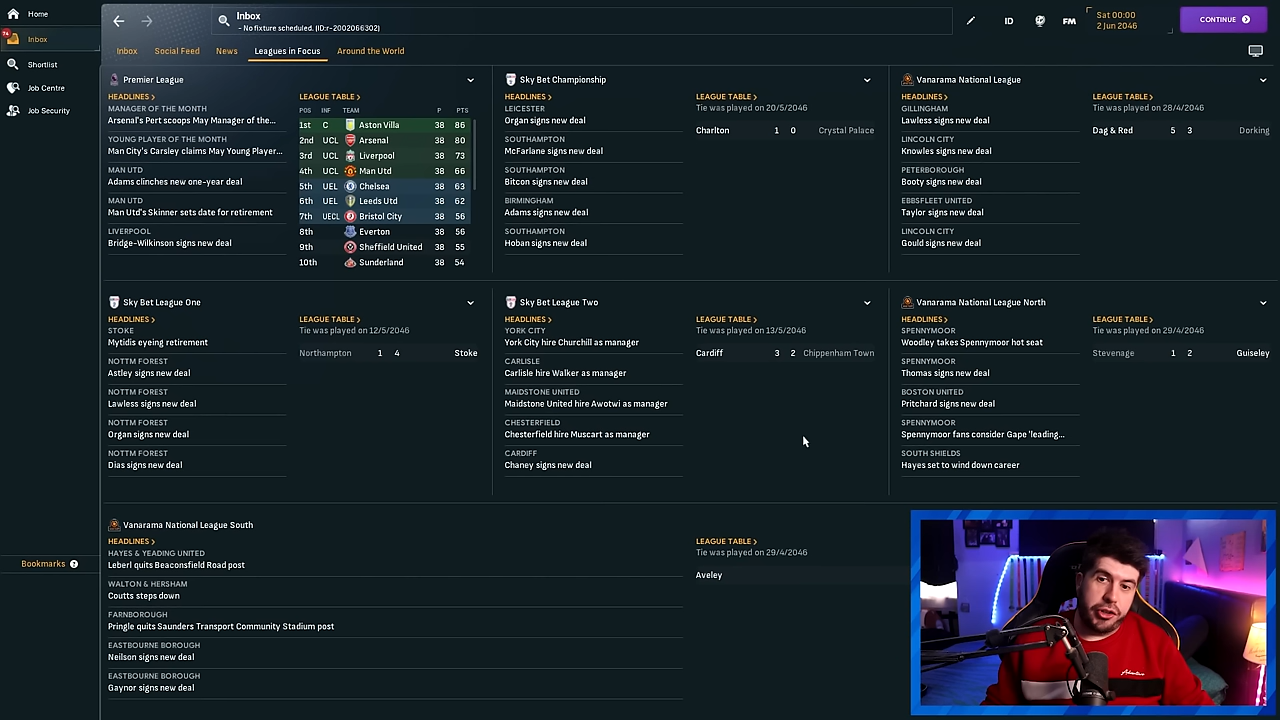 Home
74
Inbox
Shortlist
Job Centre
Job Security
Bookmarks
Inbox
- No fixture scheduled. (ID:r-2002066302)
ID
FM
Sat 00:00
2 Jun 2046
CONTINUE
Inbox
Social Feed
News
Leagues in Focus
Around the World
Premier League
HEADLINES >
MANAGER OF THE MONTH
Arsenal's Pert scoops May Manager of the...
YOUNG PLAYER OF THE MONTH
Man City's Carsley claims May Young Player...
MAN UTD
Adams clinches new one-year deal
MAN UTD
Man Utd's Skinner sets date for retirement
LIVERPOOL
Bridge-Wilkinson signs new deal
LEAGUE TABLE >
POS INF TEAM P PTS
1st C Aston Villa 38 86
2nd UCL Arsenal 38 80
3rd UCL Liverpool 38 73
4th UCL Man Utd 38 66
5th UEL Chelsea 38 63
6th UEL Leeds Utd 38 62
7th UECL Bristol City 38 56
8th Everton 38 56
9th Sheffield United 38 55
10th Sunderland 38 54
Sky Bet Championship
HEADLINES >
LEICESTER
Organ signs new deal
SOUTHAMPTON
McFarlane signs new deal
SOUTHAMPTON
Bitcon signs new deal
BIRMINGHAM
Adams signs new deal
SOUTHAMPTON
Hoban signs new deal
LEAGUE TABLE >
Tie was played on 20/5/2046
Charlton 1 0 Crystal Palace
Vanarama National League
HEADLINES >
GILLINGHAM
Lawless signs new deal
LINCOLN CITY
Knowles signs new deal
PETERBOROUGH
Booty signs new deal
EBBSFLEET UNITED
Taylor signs new deal
LINCOLN CITY
Gould signs new deal
LEAGUE TABLE >
Tie was played on 28/4/2046
Dag & Red 5 3 Dorking
Sky Bet League One
HEADLINES >
STOKE
Mytidis eyeing retirement
NOTTM FOREST
Astley signs new deal
NOTTM FOREST
Lawless signs new deal
NOTTM FOREST
Organ signs new deal
NOTTM FOREST
Dias signs new deal
LEAGUE TABLE >
Tie was played on 12/5/2046
Northampton 1 4 Stoke
Sky Bet League Two
HEADLINES >
YORK CITY
York City hire Churchill as manager
CARLISLE
Carlisle hire Walker as manager
MAIDSTONE UNITED
Maidstone United hire Awotwi as manager
CHESTERFIELD
Chesterfield hire Muscart as manager
CARDIFF
Chaney signs new deal
LEAGUE TABLE >
Tie was played on 13/5/2046
Cardiff 3 2 Chippenham Town
Vanarama National League North
HEADLINES >
SPENNYMOOR
Woodley takes Spennymoor hot seat
SPENNYMOOR
Thomas signs new deal
BOSTON UNITED
Pritchard signs new deal
SPENNYMOOR
Spennymoor fans consider Gape 'leading...
SOUTH SHIELDS
Hayes set to wind down career
LEAGUE TABLE >
Tie was played on 29/4/2046
Stevenage 1 2 Guiseley
Vanarama National League South
HEADLINES >
HAYES & YEADING UNITED
Leberl quits Beaconsfield Road post
WALTON & HERSHAM
Coutts steps down
FARNBOROUGH
Pringle quits Saunders Transport Community Stadium post
EASTBOURNE BOROUGH
Neilson signs new deal
EASTBOURNE BOROUGH
Gaynor signs new deal
LEAGUE TABLE >
Tie was played on 29/4/2046
Aveley